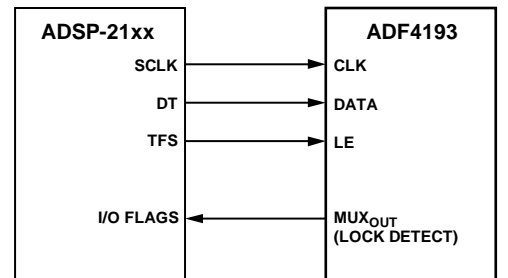 ADSP-21xx ADF4193
SCLK CLK
DT DATA
TFS LE
I/O FLAGS MUXOUT
(LOCK DETECT)